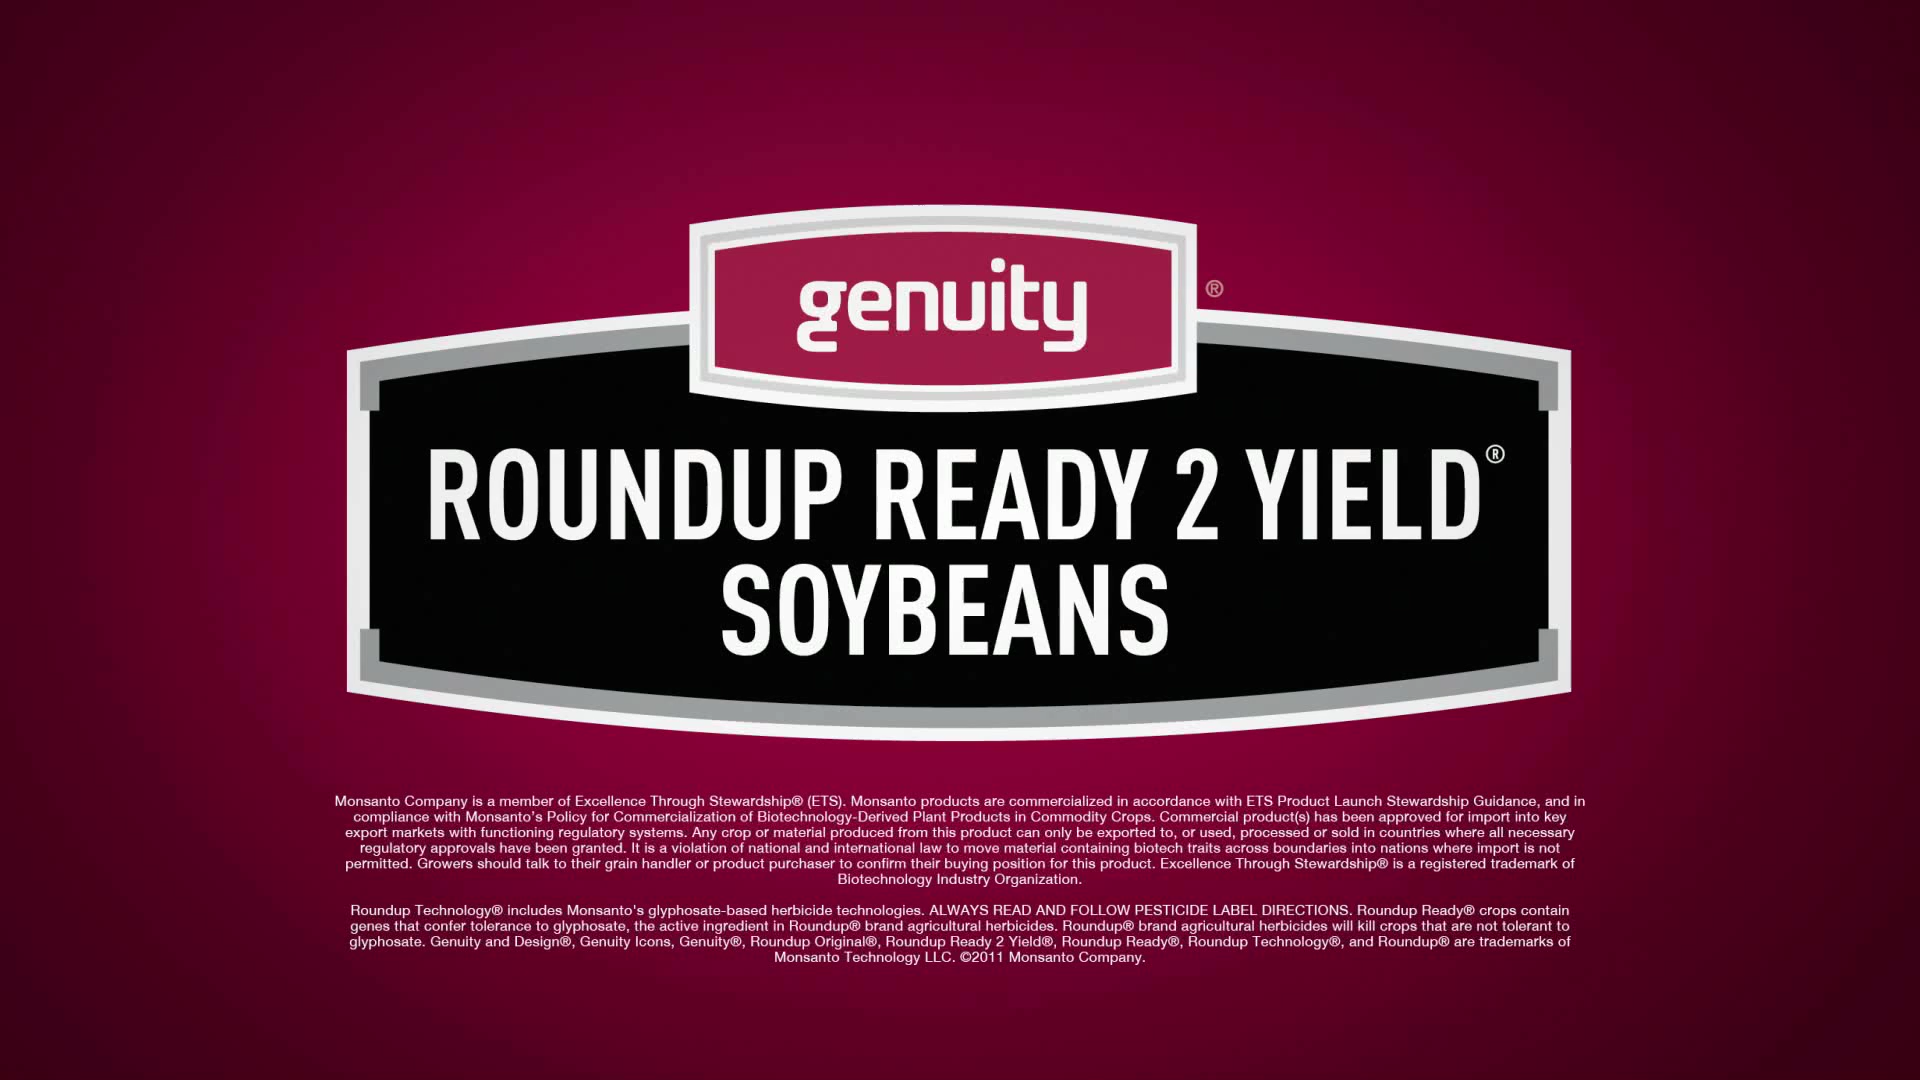 genuity®
ROUNDUP READY 2 YIELD®
SOYBEANS
Monsanto Company is a member of Excellence Through Stewardship® (ETS). Monsanto products are commercialized in accordance with ETS Product Launch Stewardship Guidance, and in
compliance with Monsanto’s Policy for Commercialization of Biotechnology-Derived Plant Products in Commodity Crops. Commercial product(s) has been approved for import into key
export markets with functioning regulatory systems. Any crop or material produced from this product can only be exported to, or used, processed or sold in countries where all necessary
regulatory approvals have been granted. It is a violation of national and international law to move material containing biotech traits across boundaries into nations where import is not
permitted. Growers should talk to their grain handler or product purchaser to confirm their buying position for this product. Excellence Through Stewardship® is a registered trademark of
Biotechnology Industry Organization.
Roundup Technology® includes Monsanto's glyphosate-based herbicide technologies. ALWAYS READ AND FOLLOW PESTICIDE LABEL DIRECTIONS. Roundup Ready® crops contain
genes that confer tolerance to glyphosate, the active ingredient in Roundup® brand agricultural herbicides. Roundup® brand agricultural herbicides will kill crops that are not tolerant to
glyphosate. Genuity and Design®, Genuity Icons, Genuity®, Roundup Original®, Roundup Ready 2 Yield®, Roundup Ready®, Roundup Technology®, and Roundup® are trademarks of
Monsanto Technology LLC. ©2011 Monsanto Company.